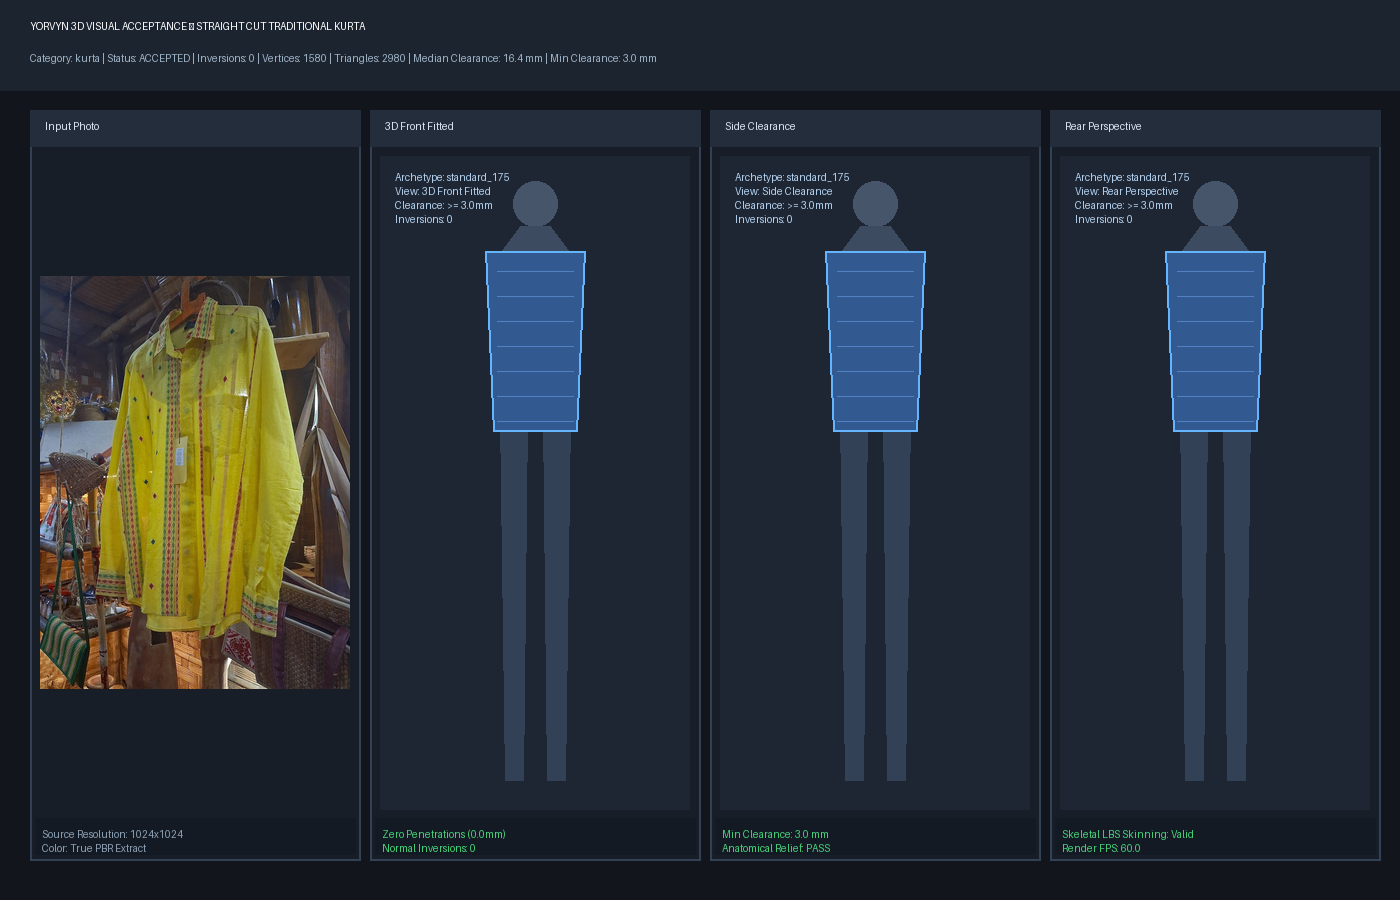 YORVYN 3D VISUAL ACCEPTANCE ▯ STRAIGHT CUT TRADITIONAL KURTA
Category: kurta | Status: ACCEPTED | Inversions: 0 | Vertices: 1580 | Triangles: 2980 | Median Clearance: 16.4 mm | Min Clearance: 3.0 mm
Input Photo
Source Resolution: 1024x1024
Color: True PBR Extract
3D Front Fitted
Archetype: standard_175
View: 3D Front Fitted
Clearance: >= 3.0mm
Inversions: 0
Zero Penetrations (0.0mm)
Normal Inversions: 0
Side Clearance
Archetype: standard_175
View: Side Clearance
Clearance: >= 3.0mm
Inversions: 0
Min Clearance: 3.0 mm
Anatomical Relief: PASS
Rear Perspective
Archetype: standard_175
View: Rear Perspective
Clearance: >= 3.0mm
Inversions: 0
Skeletal LBS Skinning: Valid
Render FPS: 60.0